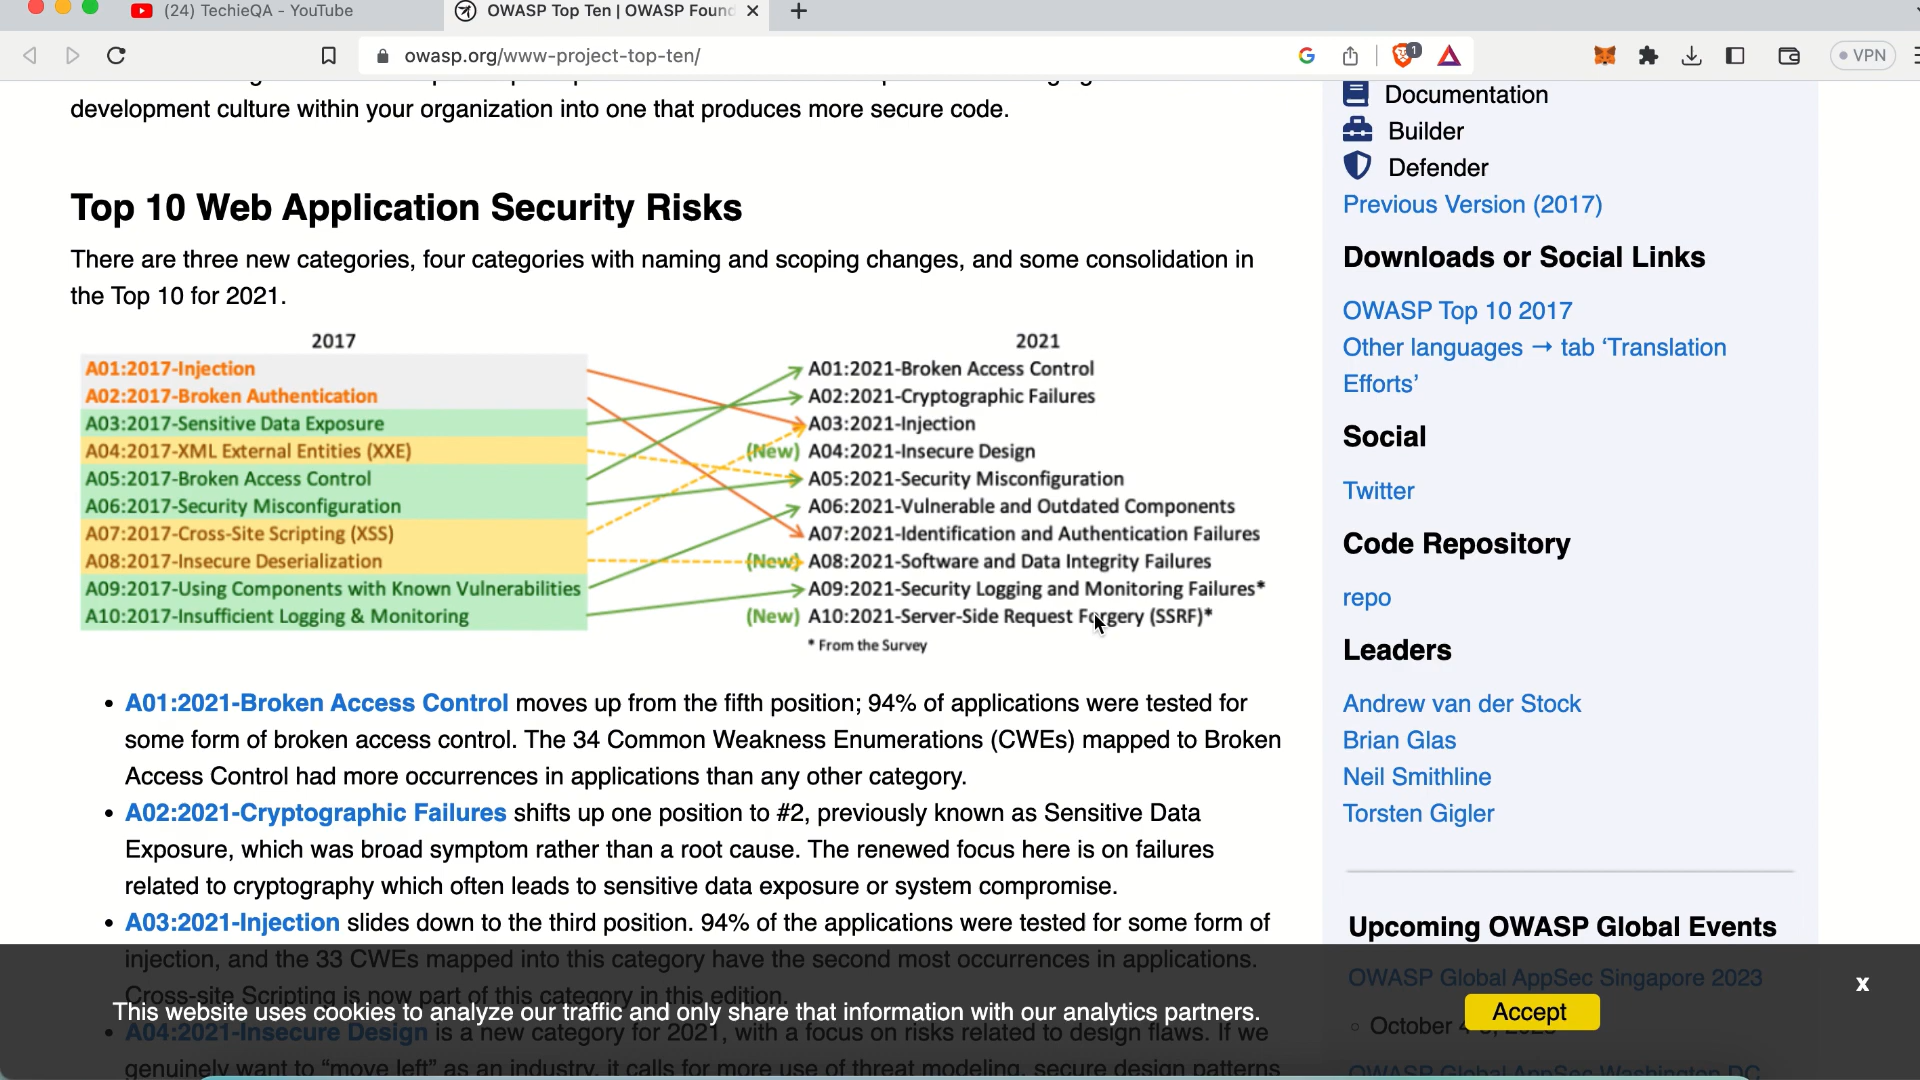 (24) TechieQA - YouTube
OWASP Top Ten | OWASP Foun
owasp.org/www-project-top-ten/
1
VPN
development culture within your organization into one that produces more secure code.
Top 10 Web Application Security Risks
There are three new categories, four categories with naming and scoping changes, and some consolidation in
the Top 10 for 2021.
2017
A01:2017-Injection
A02:2017-Broken Authentication
A03:2017-Sensitive Data Exposure
A04:2017-XML External Entities (XXE)
A05:2017-Broken Access Control
A06:2017-Security Misconfiguration
A07:2017-Cross-Site Scripting (XSS)
A08:2017-Insecure Deserialization
A09:2017-Using Components with Known Vulnerabilities
A10:2017-Insufficient Logging & Monitoring
2021
A01:2021-Broken Access Control
A02:2021-Cryptographic Failures
A03:2021-Injection
(New) A04:2021-Insecure Design
A05:2021-Security Misconfiguration
A06:2021-Vulnerable and Outdated Components
A07:2021-Identification and Authentication Failures
(New) A08:2021-Software and Data Integrity Failures
A09:2021-Security Logging and Monitoring Failures*
(New) A10:2021-Server-Side Request Forgery (SSRF)*
* From the Survey
• A01:2021-Broken Access Control moves up from the fifth position; 94% of applications were tested for
some form of broken access control. The 34 Common Weakness Enumerations (CWEs) mapped to Broken
Access Control had more occurrences in applications than any other category.
• A02:2021-Cryptographic Failures shifts up one position to #2, previously known as Sensitive Data
Exposure, which was broad symptom rather than a root cause. The renewed focus here is on failures
related to cryptography which often leads to sensitive data exposure or system compromise.
• A03:2021-Injection slides down to the third position. 94% of the applications were tested for some form of
injection, and the 33 CWEs mapped into this category have the second most occurrences in applications.
Cross-site Scripting is now part of this category in this edition.
• A04:2021-Insecure Design is a new category for 2021, with a focus on risks related to design flaws. If we
genuinely want to “move left” as an industry, it calls for more use of threat modeling, secure design patterns
Documentation
Builder
Defender
Previous Version (2017)
Downloads or Social Links
OWASP Top 10 2017
Other languages → tab ‘Translation
Efforts’
Social
Twitter
Code Repository
repo
Leaders
Andrew van der Stock
Brian Glas
Neil Smithline
Torsten Gigler
Upcoming OWASP Global Events
OWASP Global AppSec Singapore 2023
October
OWASP Global AppSec Washington DC
This website uses cookies to analyze our traffic and only share that information with our analytics partners.
Accept
x